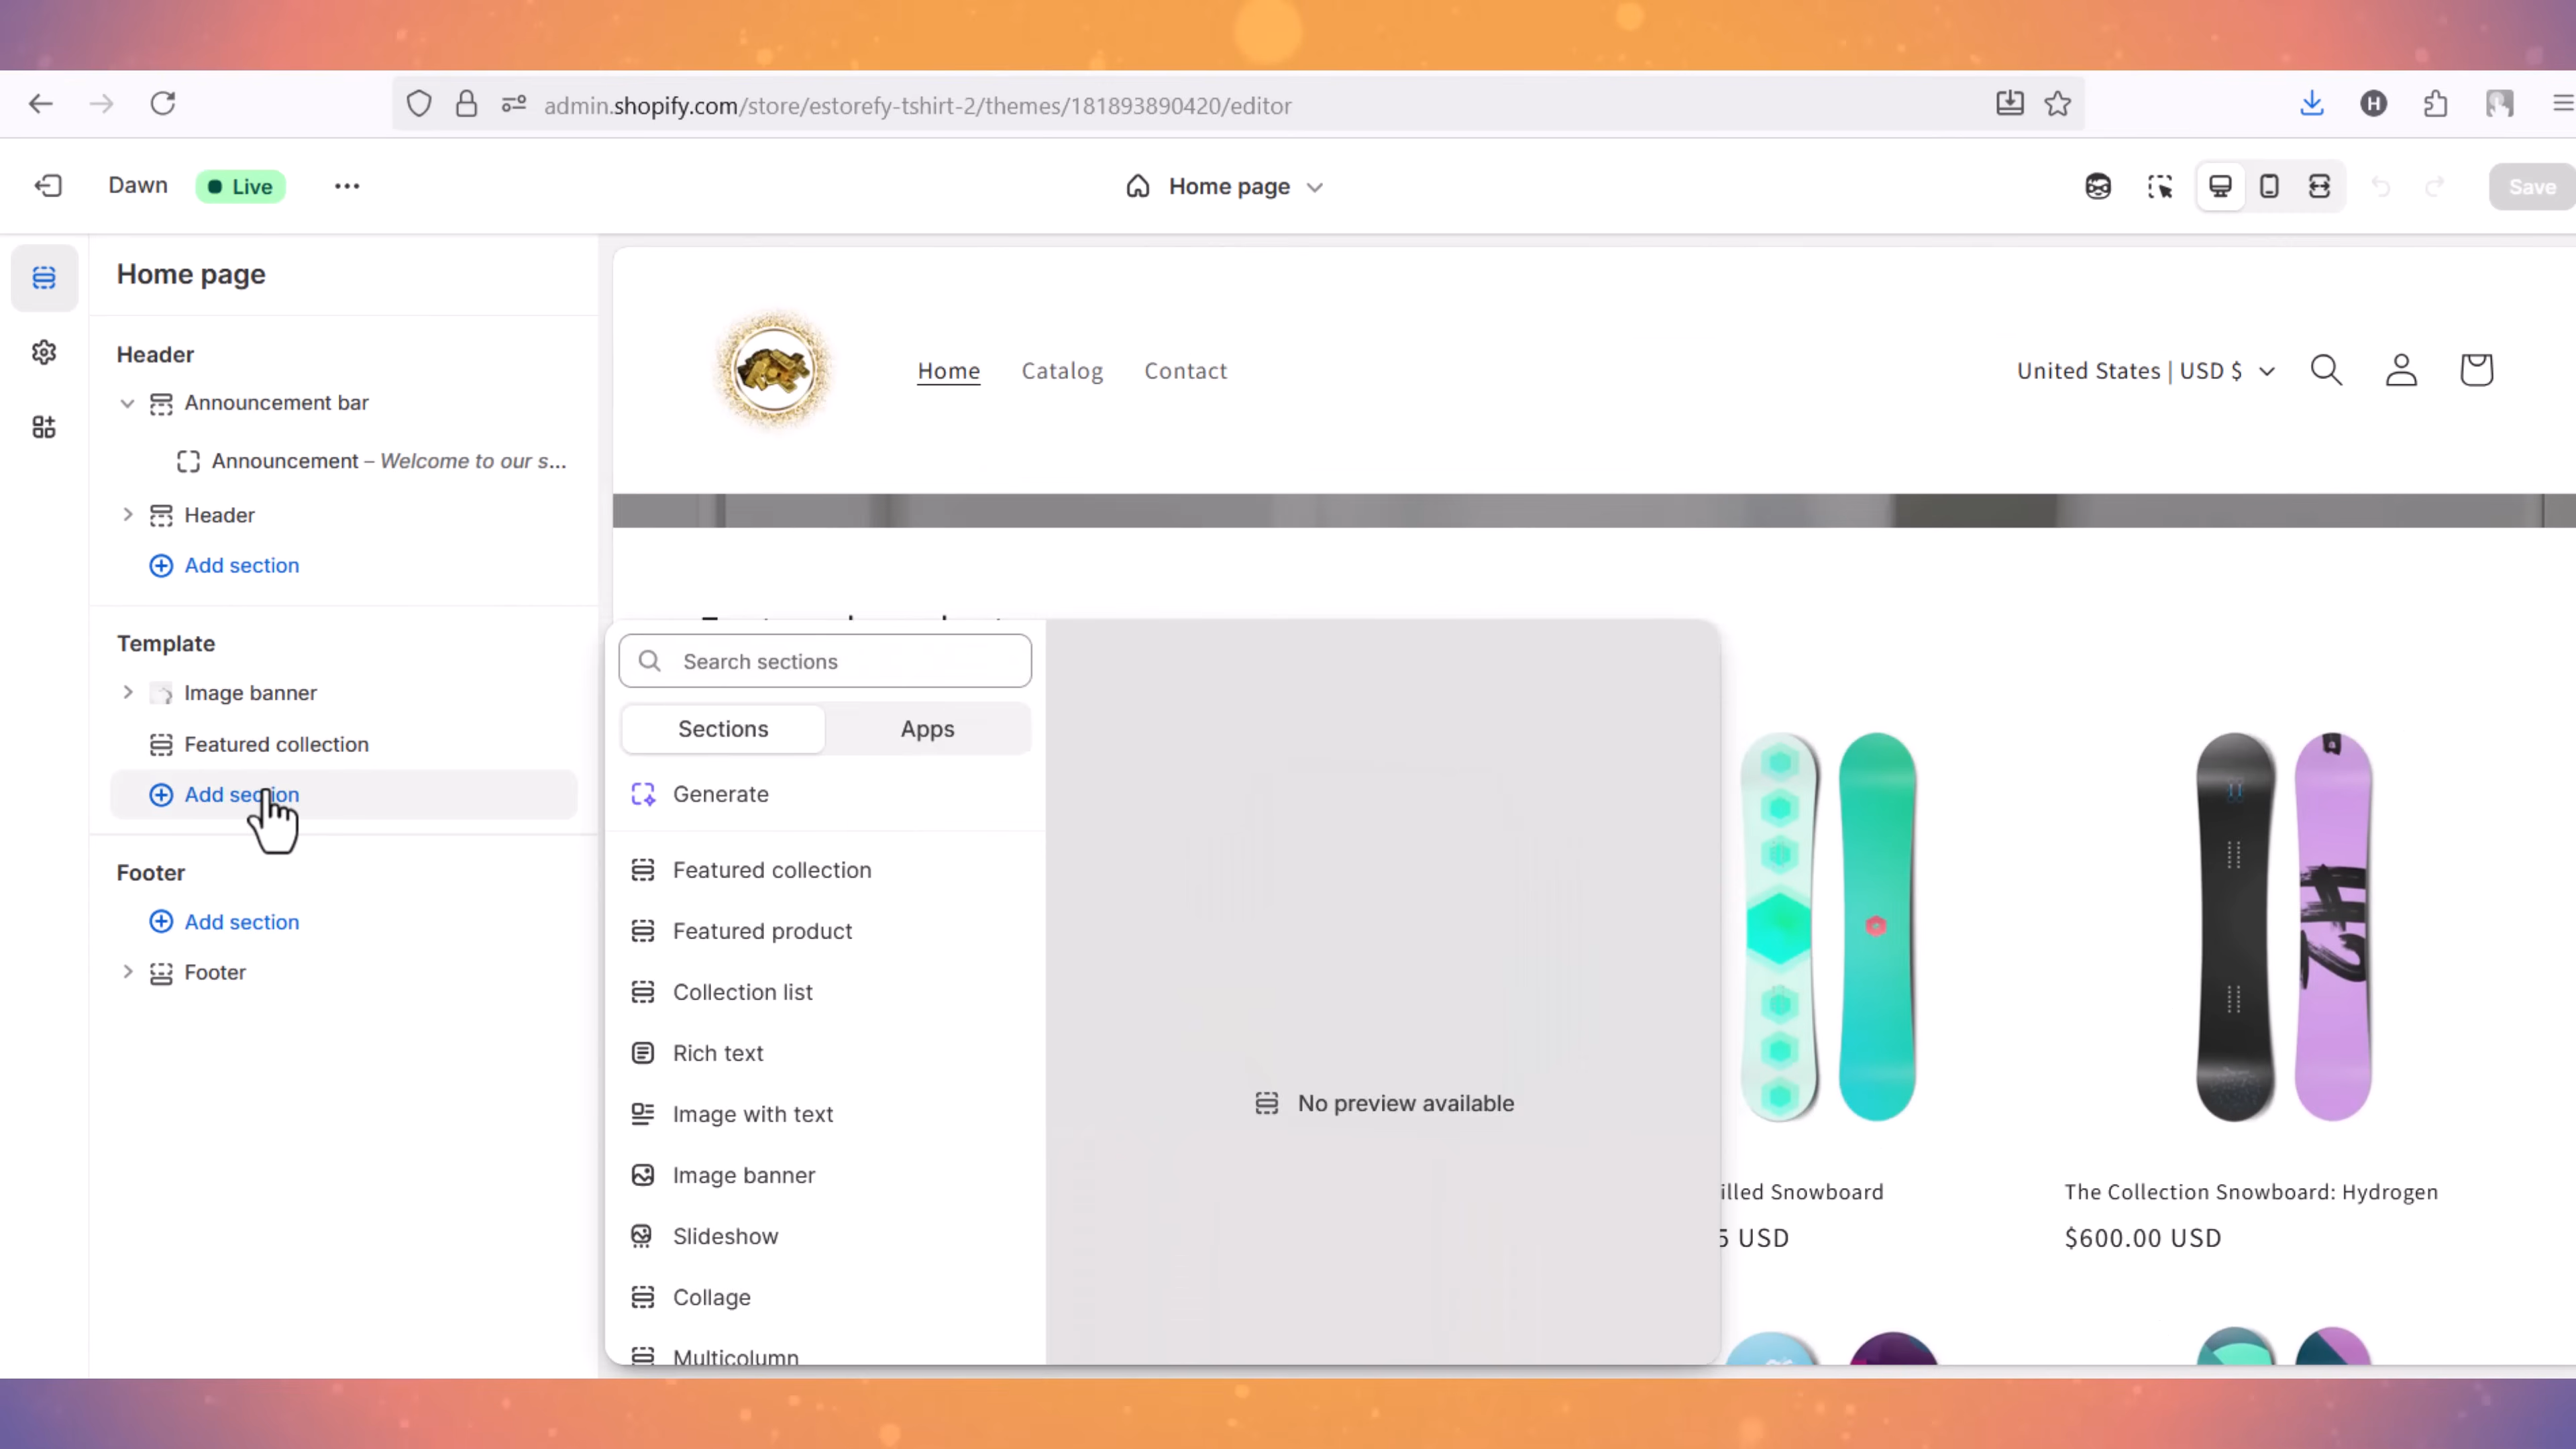 admin.shopify.com/store/estorefy-tshirt-2/themes/181893890420/editor
H
Dawn
Live
Home page
Save
Home page
Header
Announcement bar
Announcement – Welcome to our s...
Header
Add section
Template
Image banner
Featured collection
Add section
Footer
Add section
Footer
Home
Catalog
Contact
United States | USD $
Search sections
Sections
Apps
Generate
Featured collection
Featured product
Collection list
Rich text
Image with text
Image banner
Slideshow
Collage
Multicolumn
No preview available
illed Snowboard
5 USD
The Collection Snowboard: Hydrogen
$600.00 USD